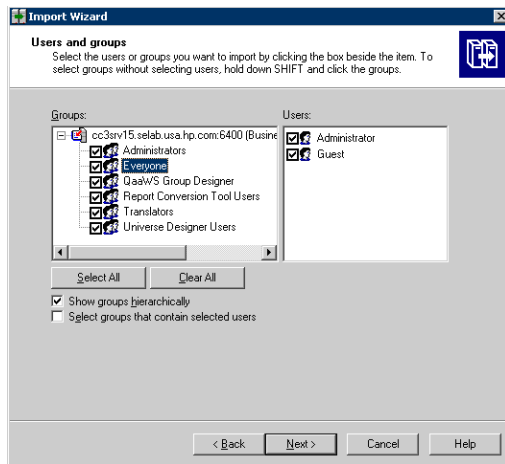 Import Wizard
Users and groups
Select the users or groups you want to import by clicking the box beside the item. To
select groups without selecting users, hold down SHIFT and click the groups.
Groups:
Users:
cc3srv15.selab.usa.hp.com:6400 (Busine
Administrators
Everyone
QaaWS Group Designer
Report Conversion Tool Users
Translators
Universe Designer Users
Administrator
Guest
Select All
Clear All
Show groups hierarchically
Select groups that contain selected users
< Back
Next >
Cancel
Help